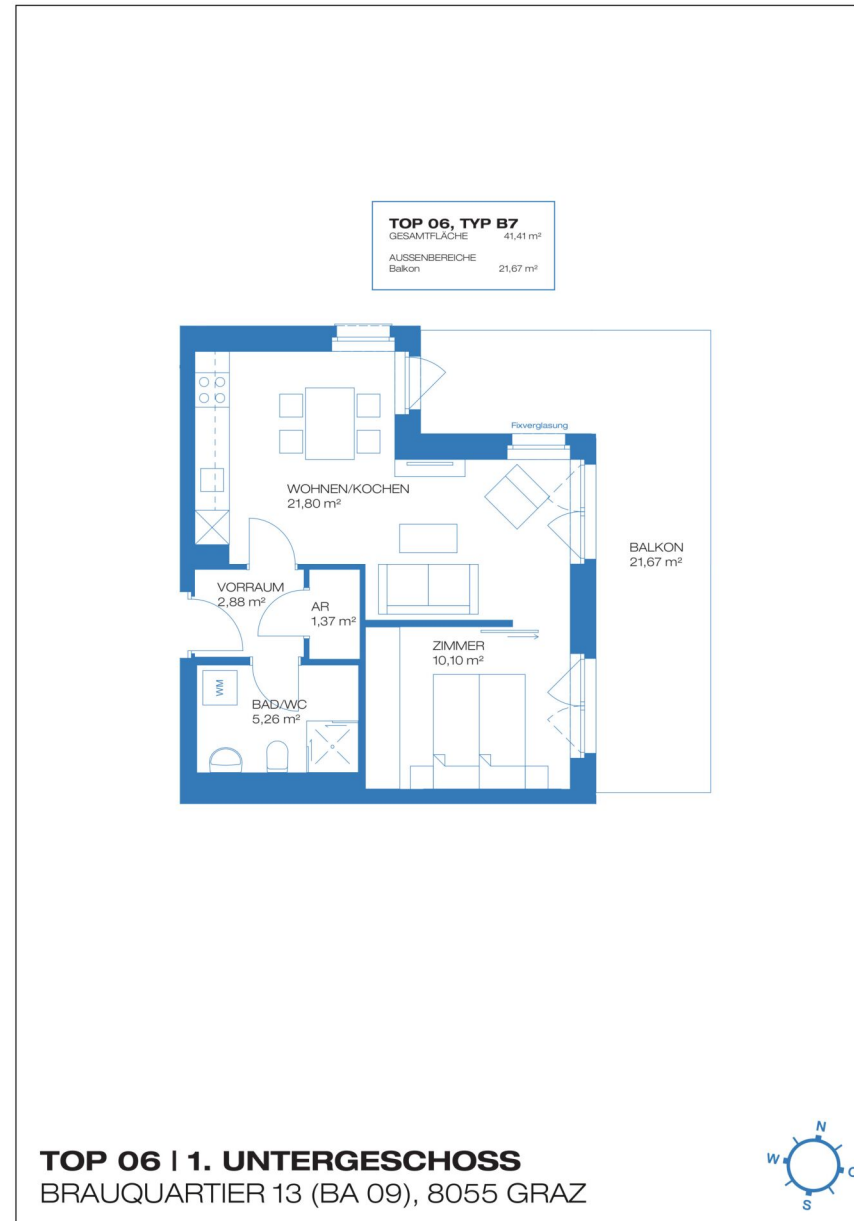 TOP 06, TYP B7
GESAMTFLÄCHE 41,41 m²
AUSSENBEREICHE
Balkon 21,67 m²
Fixverglasung
WOHNEN/KOCHEN
21,80 m²
BALKON
21,67 m²
VORRAUM
2,88 m²
AR
1,37 m²
ZIMMER
10,10 m²
WM
BAD/WC
5,26 m²
TOP 06 | 1. UNTERGESCHOSS
BRAUQUARTIER 13 (BA 09), 8055 GRAZ
N
W
O
S